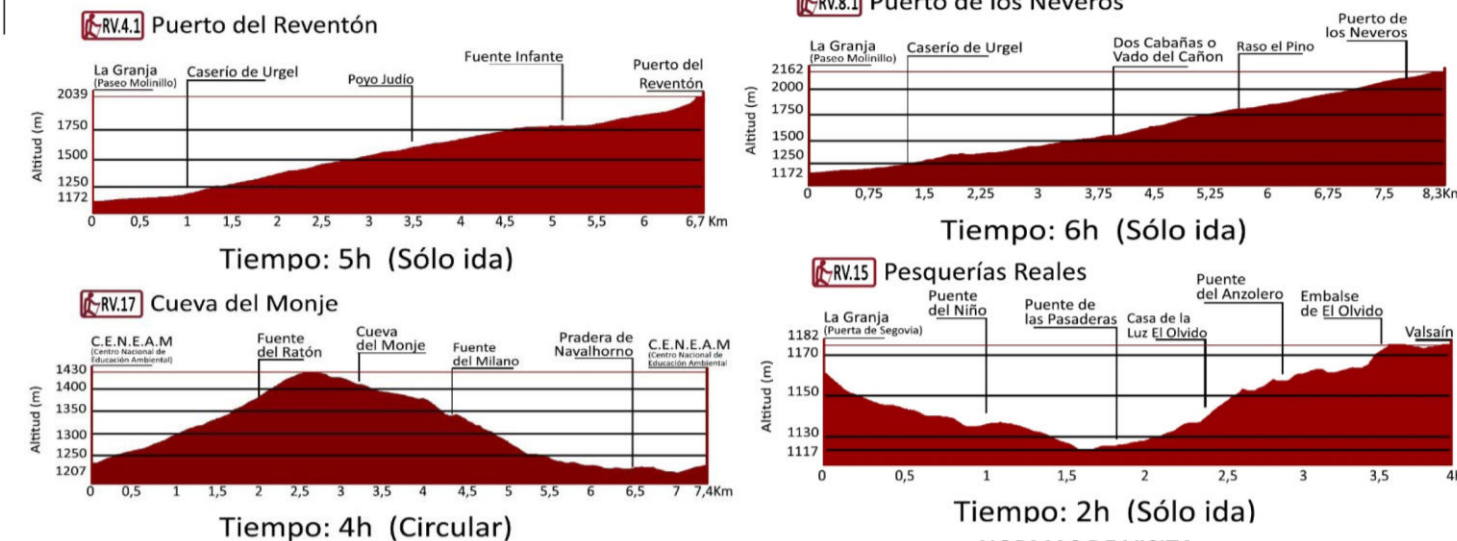 RV.4.1 Puerto del Reventón
La Granja
(Paseo Molinillo)
Caserío de Urgel
Poyo Judío
Fuente Infante
Puerto del
Reventón
Altitud (m)
2039
1750
1500
1250
1172
0 0,5 1 1,5 2 2,5 3 3,5 4 4,5 5 5,5 6 6,7 Km
Tiempo: 5h (Sólo ida)
RV.8.1 Puerto de los Neveros
La Granja
(Paseo Molinillo)
Caserío de Urgel
Dos Cabañas o
Vado del Cañon
Raso el Pino
Puerto de
los Neveros
Altitud (m)
2162
2000
1750
1500
1250
1172
0 0,75 1,5 2,25 3 3,75 4,5 5,25 6 6,75 7,5 8,3Km
Tiempo: 6h (Sólo ida)
RV.17 Cueva del Monje
C.E.N.E.A.M
(Centro Nacional de
Educación Ambiental)
Fuente
del Ratón
Cueva
del Monje
Fuente
del Milano
Pradera de
Navalhorno
C.E.N.E.A.M
(Centro Nacional de
Educación Ambiental
Altitud (m)
1430
1400
1350
1300
1250
1207
0 0,5 1 1,5 2 2,5 3 3,5 4 4,5 5 5,5 6 6,5 7 7,4Km
Tiempo: 4h (Circular)
RV.15 Pesquerías Reales
La Granja
(Puerta de Segovia)
Puente
del Niño
Puente de
las Pasaderas
Casa de la
Luz El Olvido
Puente
del Anzolero
Embalse
de El Olvido
Valsaín
Altitud (m)
1182
1170
1150
1130
1117
0 0,5 1 1,5 2 2,5 3 3,5 4
Tiempo: 2h (Sólo ida)